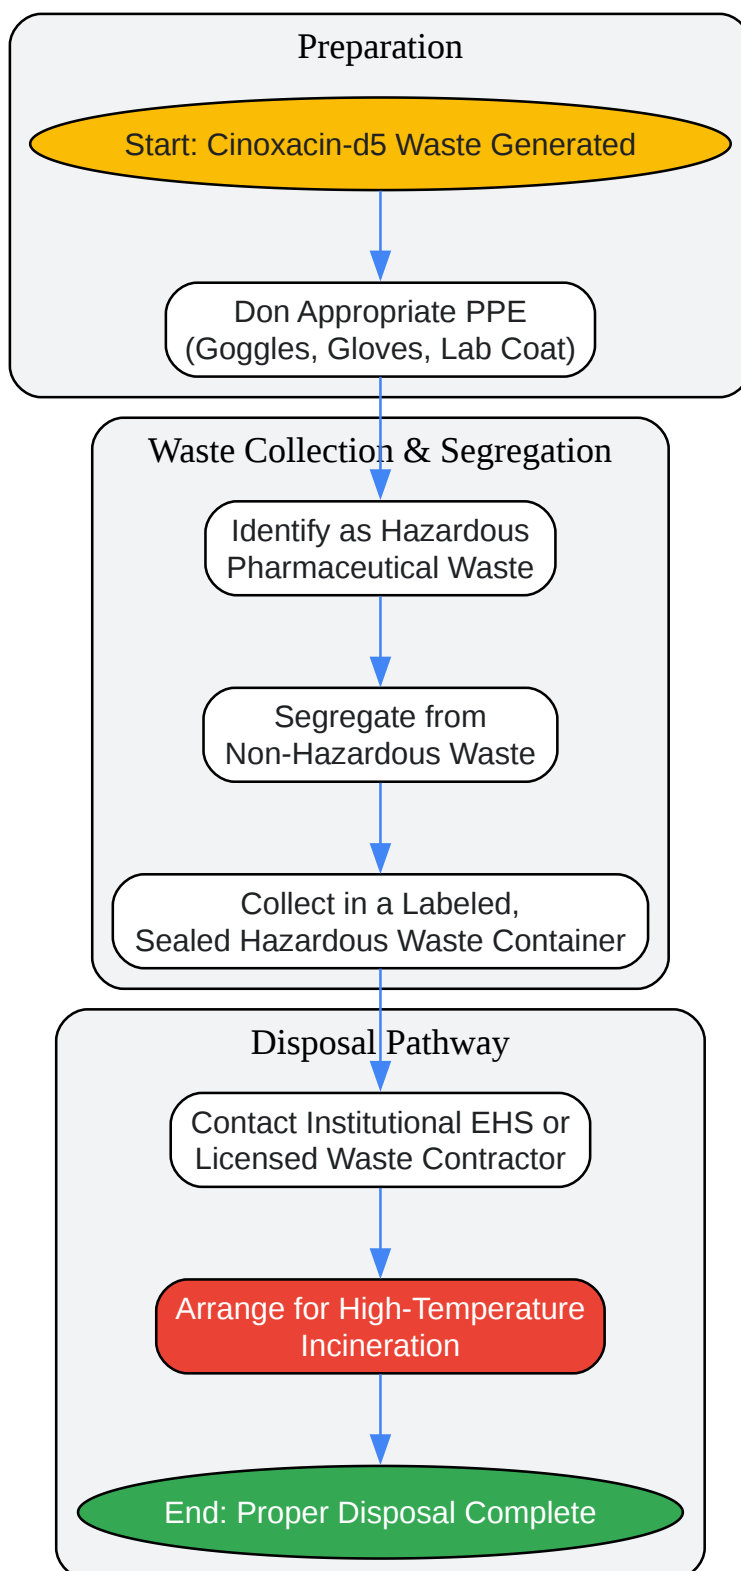 Preparation
Start: Cinoxacin-d5 Waste Generated
Don Appropriate PPE
(Goggles, Gloves, Lab Coat)
Waste Collection & Segregation
Identify as Hazardous
Pharmaceutical Waste
Segregate from
Non-Hazardous Waste
Collect in a Labeled,
Sealed Hazardous Waste Container
Disposal Pathway
Contact Institutional EHS or
Licensed Waste Contractor
Arrange for High-Temperature
Incineration
End: Proper Disposal Complete